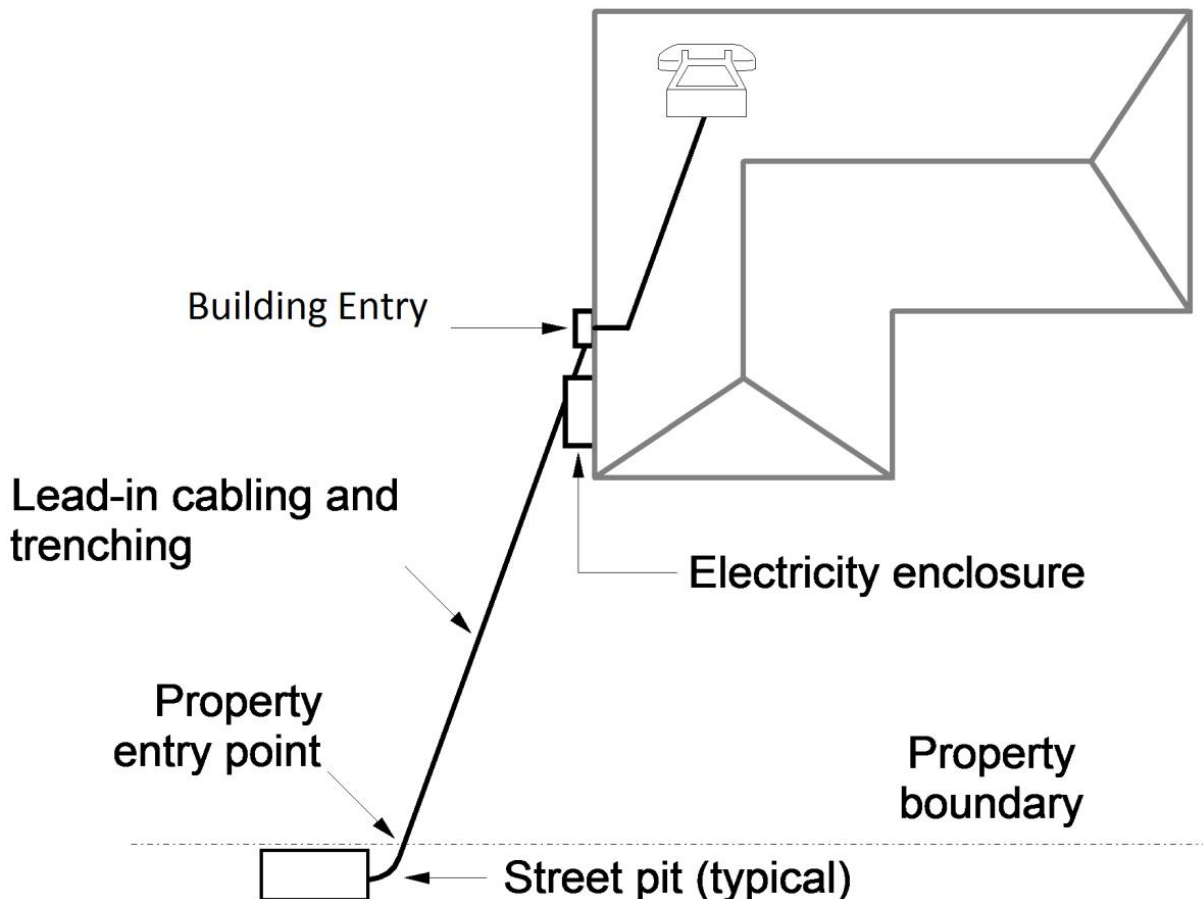 Building Entry
Lead-in cabling and
trenching
Electricity enclosure
Property
entry point
Property
boundary
Street pit (typical)